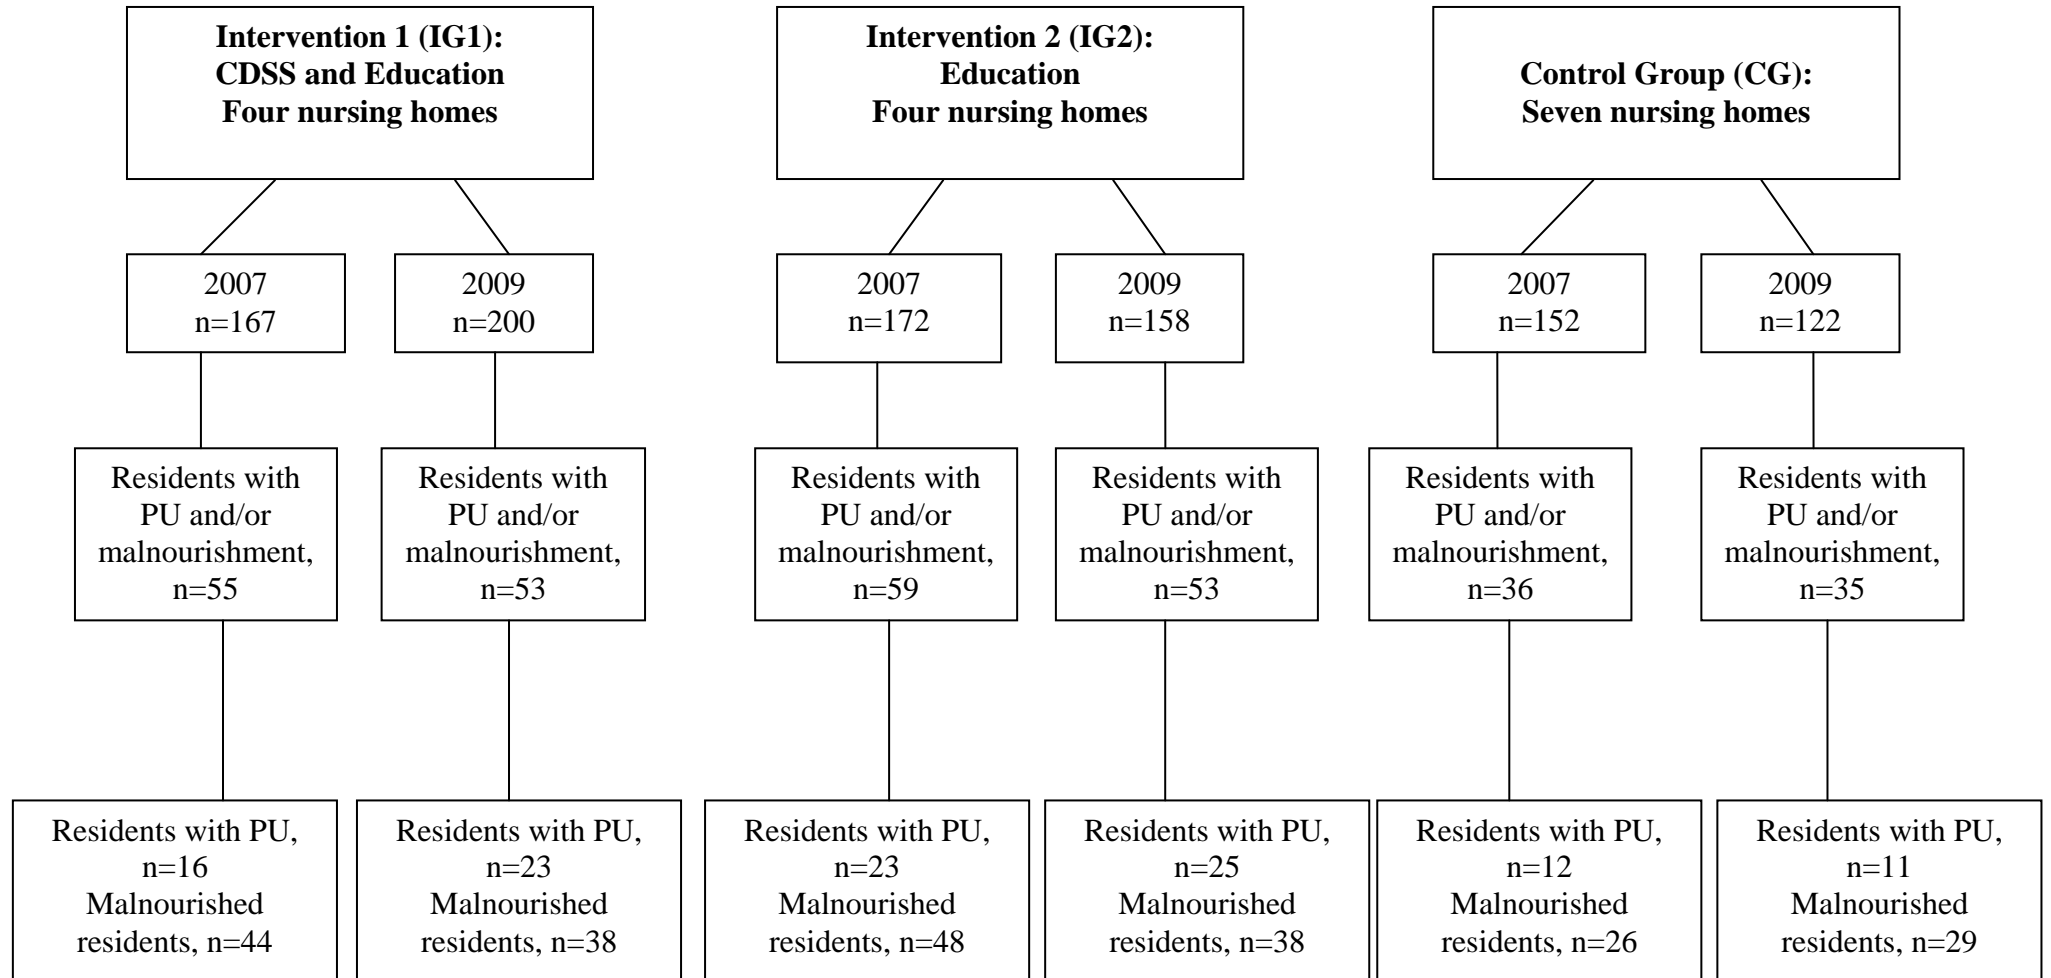 Intervention 1 (IG1):
CDSS and Education
Four nursing homes
Intervention 2 (IG2):
Education
Four nursing homes
Control Group (CG):
Seven nursing homes
2007
n=167
2009
n=200
2007
n=172
2009
n=158
2007
n=152
2009
n=122
Residents with
PU and/or
malnourishment,
n=55
Residents with
PU and/or
malnourishment,
n=53
Residents with
PU and/or
malnourishment,
n=59
Residents with
PU and/or
malnourishment,
n=53
Residents with
PU and/or
malnourishment,
n=36
Residents with
PU and/or
malnourishment,
n=35
Residents with PU,
n=16
Malnourished
residents, n=44
Residents with PU,
n=23
Malnourished
residents, n=38
Residents with PU,
n=23
Malnourished
residents, n=48
Residents with PU,
n=25
Malnourished
residents, n=38
Residents with PU,
n=12
Malnourished
residents, n=26
Residents with PU,
n=11
Malnourished
residents, n=29